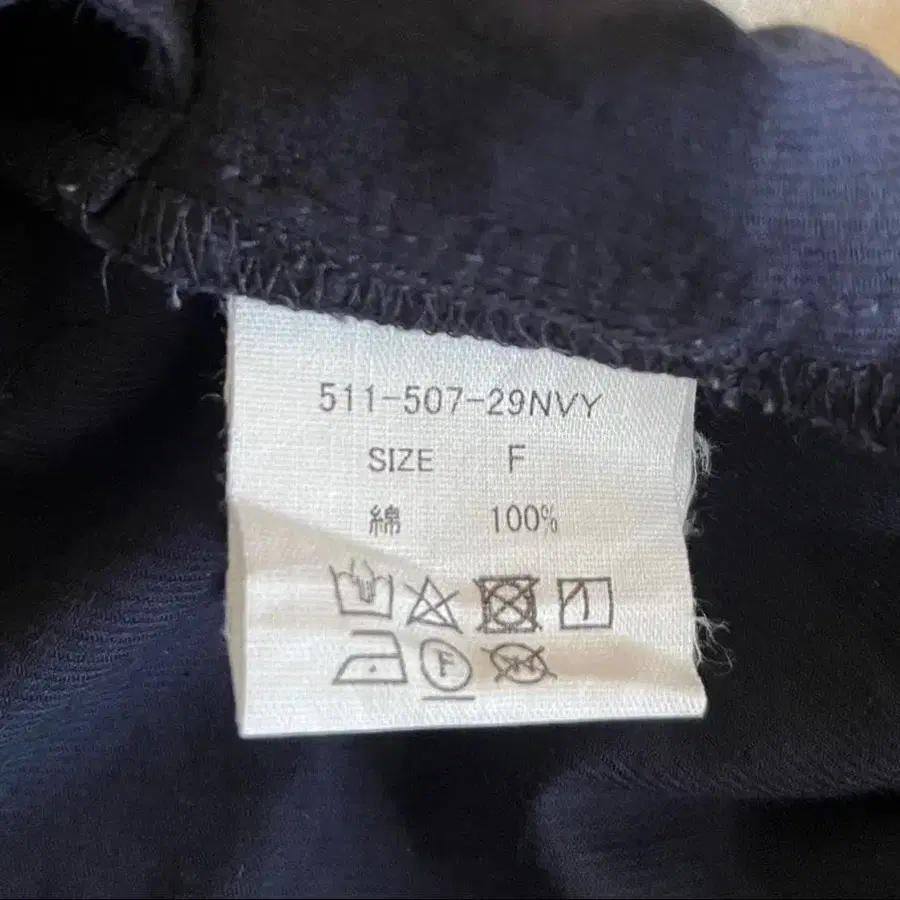 511-507-29NVY
SIZE F
綿 100%
F